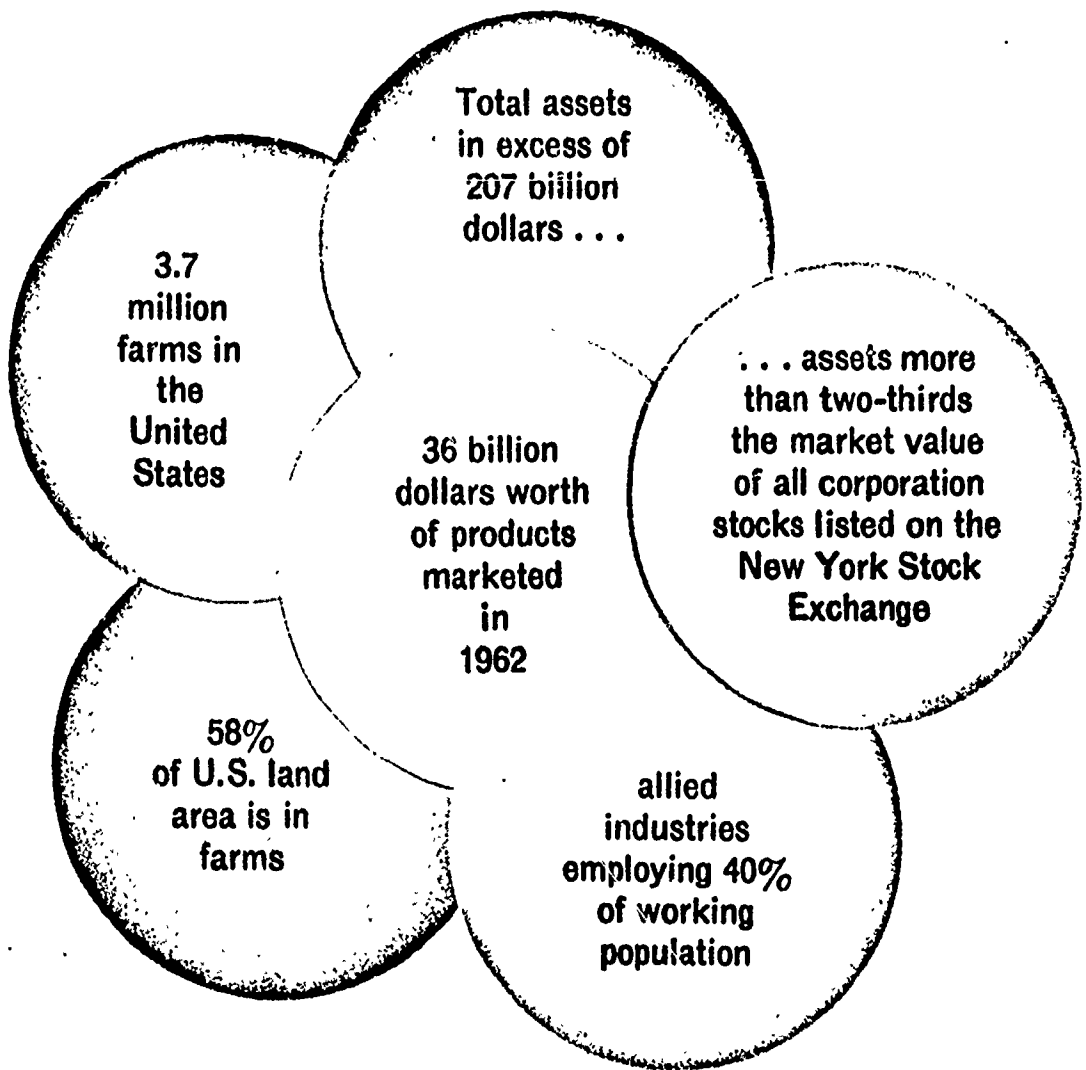 Total assets
in excess of
207 billion
dollars . . .
3.7
million
farms in
the
United
States
. . . assets more
than two-thirds
the market value
of all corporation
stocks listed on the
New York Stock
Exchange
36 billion
dollars worth
of products
marketed
in
1962
58%
of U.S. land
area is in
farms
allied
industries
employing 40%
of working
population